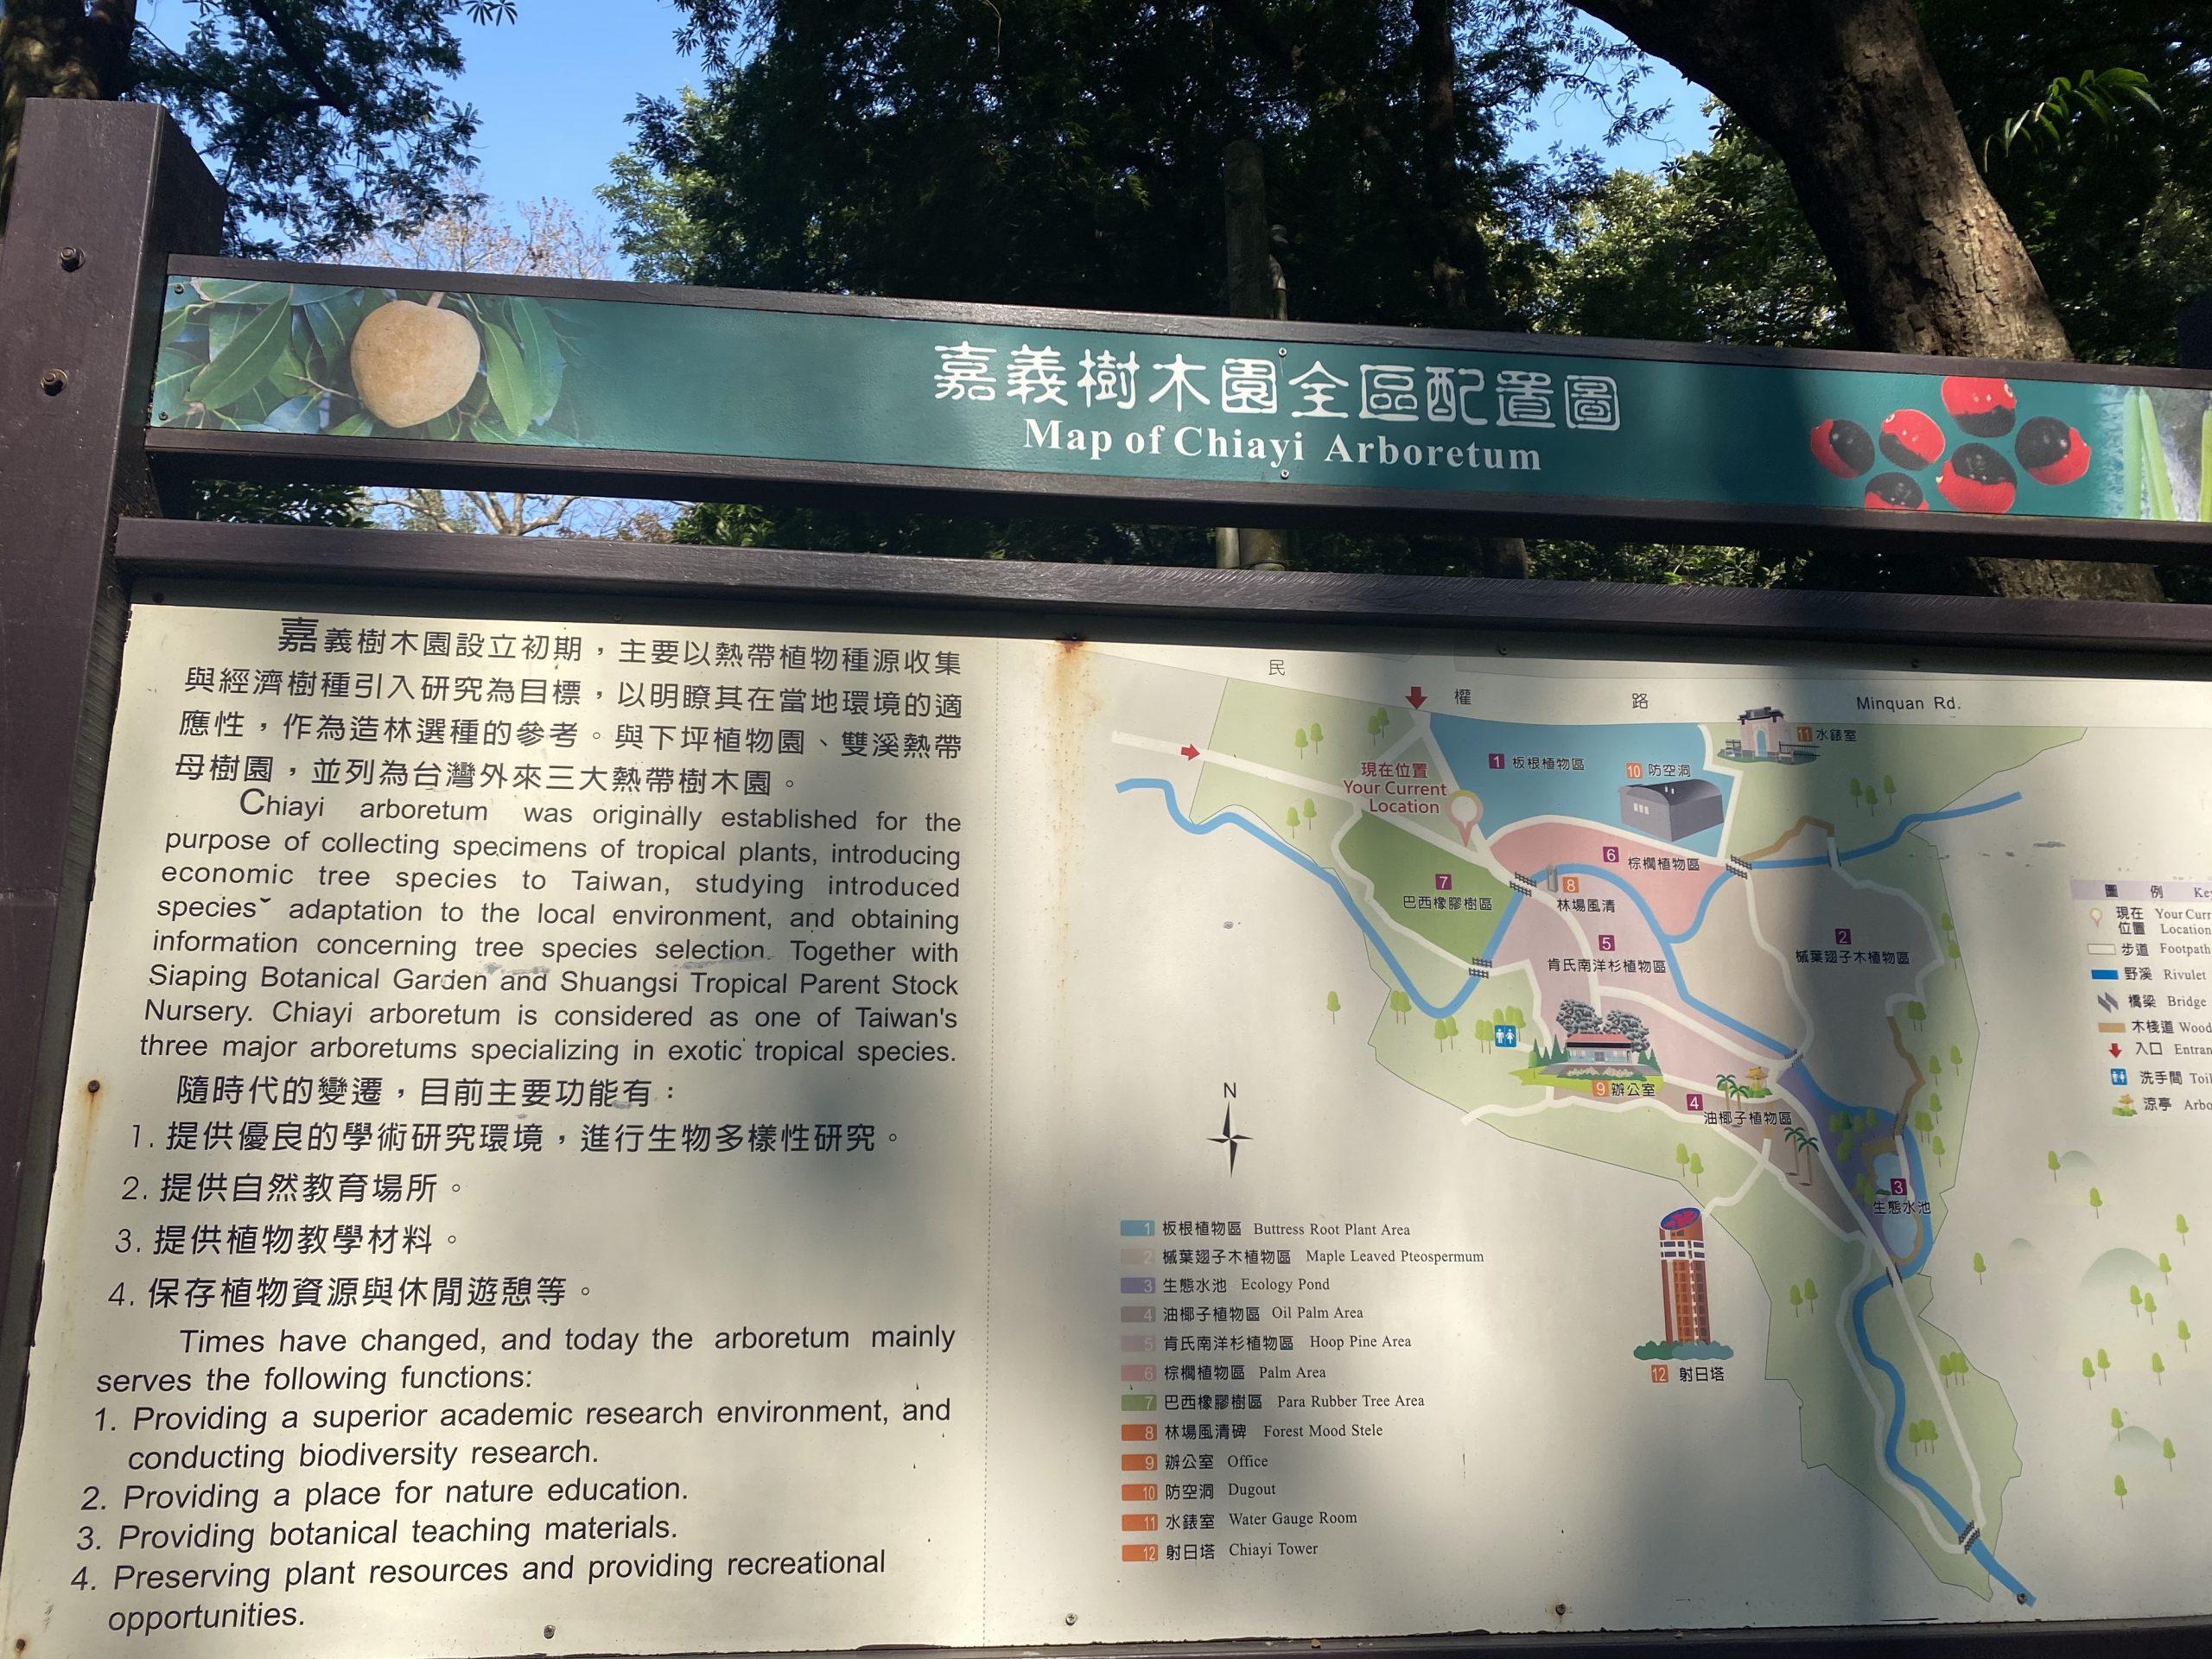 嘉義樹木園全區配置圖
Map of Chiayi Arboretum
嘉義樹木園設立初期，主要以熱帶植物種源收集
與經濟樹種引入研究為目標，以明瞭其在當地環境的適
應性，作為造林選種的參考。與下坪植物園、雙溪熱帶
母樹園，並列為台灣外來三大熱帶樹木園。
Chiayi arboretum was originally established for the
purpose of collecting specimens of tropical plants, introducing
economic tree species to Taiwan, studying introduced
speciesˇ adaptation to the local environment, and obtaining
information concerning tree species selection. Together with
Siaping Botanical Garden and Shuangsi Tropical Parent Stock
Nursery. Chiayi arboretum is considered as one of Taiwan's
three major arboretums specializing in exotic tropical species.
隨時代的變遷，目前主要功能有：
1. 提供優良的學術研究環境，進行生物多樣性研究。
2. 提供自然教育場所。
3. 提供植物教學材料。
4. 保存植物資源與休閒遊憩等。
Times have changed, and today the arboretum mainly
serves the following functions:
1. Providing a superior academic research environment, and
conducting biodiversity research.
2. Providing a place for nature education.
3. Providing botanical teaching materials.
4. Preserving plant resources and providing recreational
opportunities.
民 權 路 Minquan Rd.
11 水錶室
1 板根植物區
10 防空洞
現在位置
Your Current
Location
6 棕櫚植物區
7
巴西橡膠樹區
8
林場風清
5
肯氏南洋杉植物區
2
槭葉翅子木植物區
9 辦公室
4
油椰子植物區
3
生態水池
12 射日塔
N
1 板根植物區 Buttress Root Plant Area
2 槭葉翅子木植物區 Maple Leaved Pteospermum
3 生態水池 Ecology Pond
4 油椰子植物區 Oil Palm Area
5 肯氏南洋杉植物區 Hoop Pine Area
6 棕櫚植物區 Palm Area
7 巴西橡膠樹區 Para Rubber Tree Area
8 林場風清碑 Forest Mood Stele
9 辦公室 Office
10 防空洞 Dugout
11 水錶室 Water Gauge Room
12 射日塔 Chiayi Tower
圖 例 Key
現在 Your Curr
位置 Location
步道 Footpath
野溪 Rivulet
橋梁 Bridge
木棧道 Wood
入口 Entran
洗手間 Toil
涼亭 Arbo